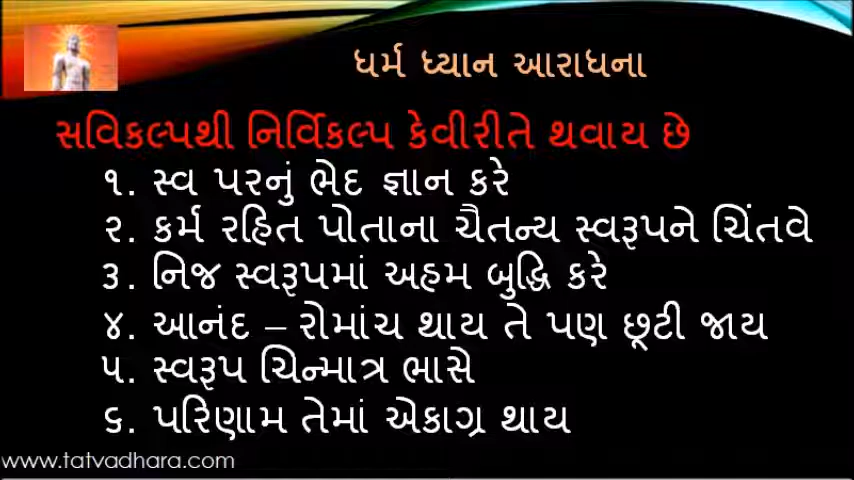 ધર્મ ધ્યાન આરાધના
સવિકલ્પથી નિર્વિકલ્પ કેવીરીતે થવાય છે
૧. સ્વ પરનું ભેદ જ્ઞાન કરે
૨. કર્મ રહિત પોતાના ચૈતન્ય સ્વરૂપને ચિંતવે
૩. નિજ સ્વરૂપમાં અહમ બુદ્ધિ કરે
૪. આનંદ – રોમાંચ થાય તે પણ છૂટી જાય
૫. સ્વરૂપ ચિન્માત્ર ભાસે
૬. પરિણામ તેમાં એકાગ્ર થાય
www.tatvadhara.com